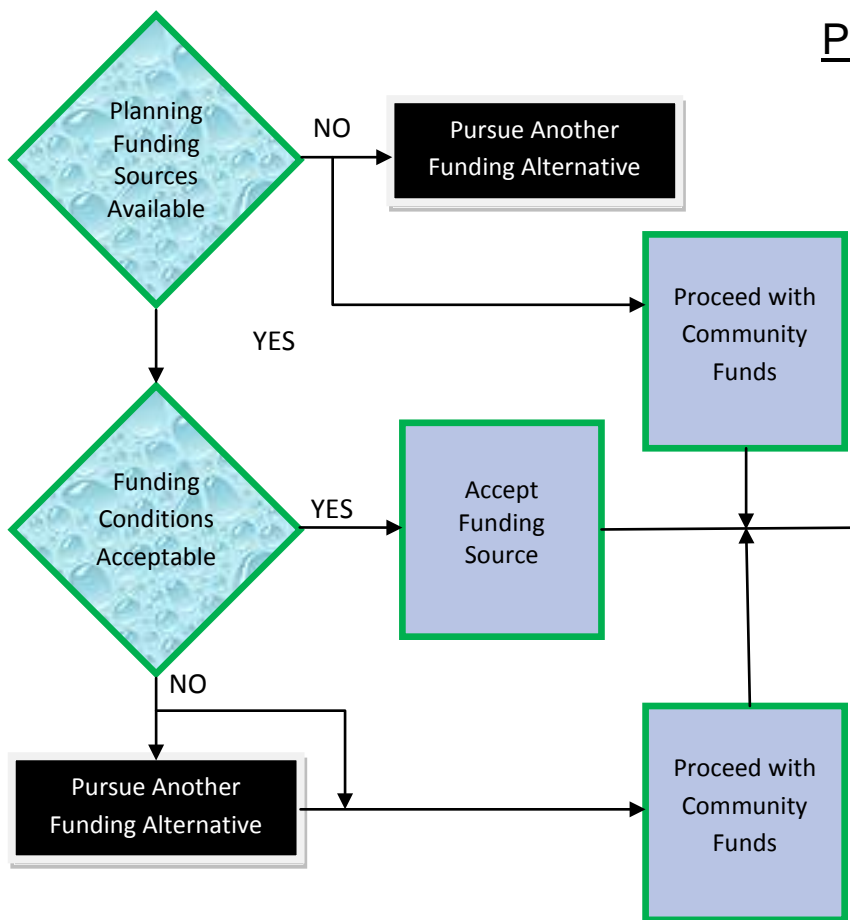 P
Planning
Funding
Sources
Available
NO
Pursue Another
Funding Alternative
Proceed with
Community
Funds
YES
Funding
Conditions
Acceptable
YES
Accept
Funding
Source
NO
Pursue Another
Funding Alternative
Proceed with
Community
Funds